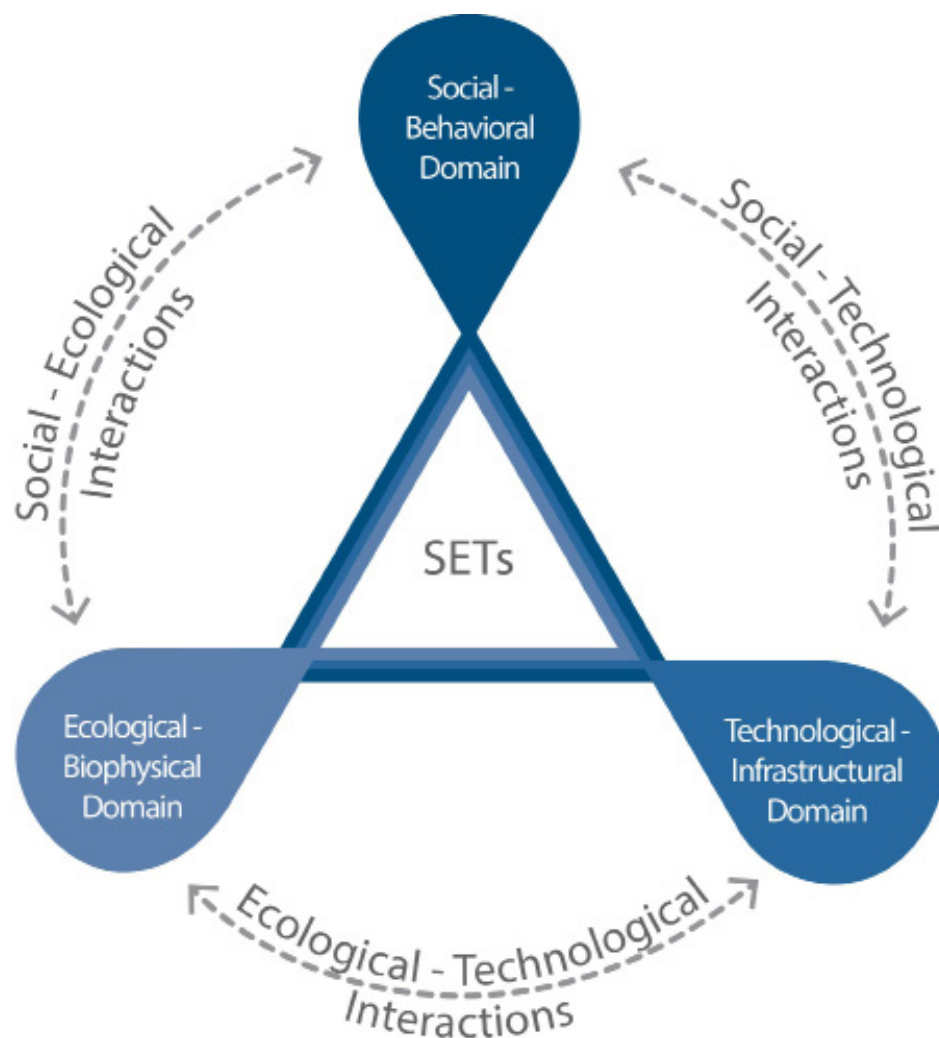 Social -
Behavioral
Domain
Social - Ecological
Interactions
Social - Technological
Interactions
SETs
Ecological -
Biophysical
Domain
Technological -
Infrastructural
Domain
Ecological - Technological
Interactions